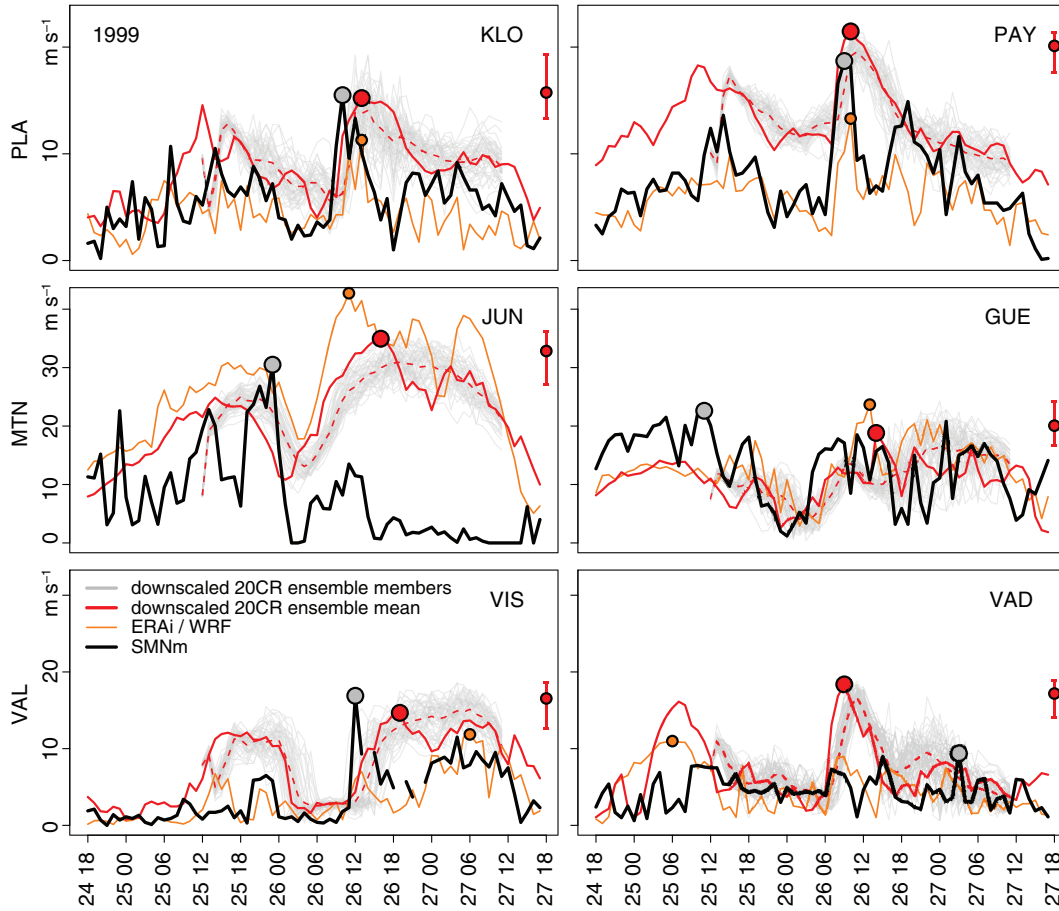 1999
KLO
PAY
PLA
m s⁻¹
10
0
JUN
GUE
MTN
m s⁻¹
30
20
10
0
VIS
VAD
VAL
m s⁻¹
20
10
0
downscaled 20CR ensemble members
downscaled 20CR ensemble mean
ERAi / WRF
SMNm
24 18
25 00
25 06
25 12
25 18
26 00
26 06
26 12
26 18
27 00
27 06
27 12
27 18
24 18
25 00
25 06
25 12
25 18
26 00
26 06
26 12
26 18
27 00
27 06
27 12
27 18